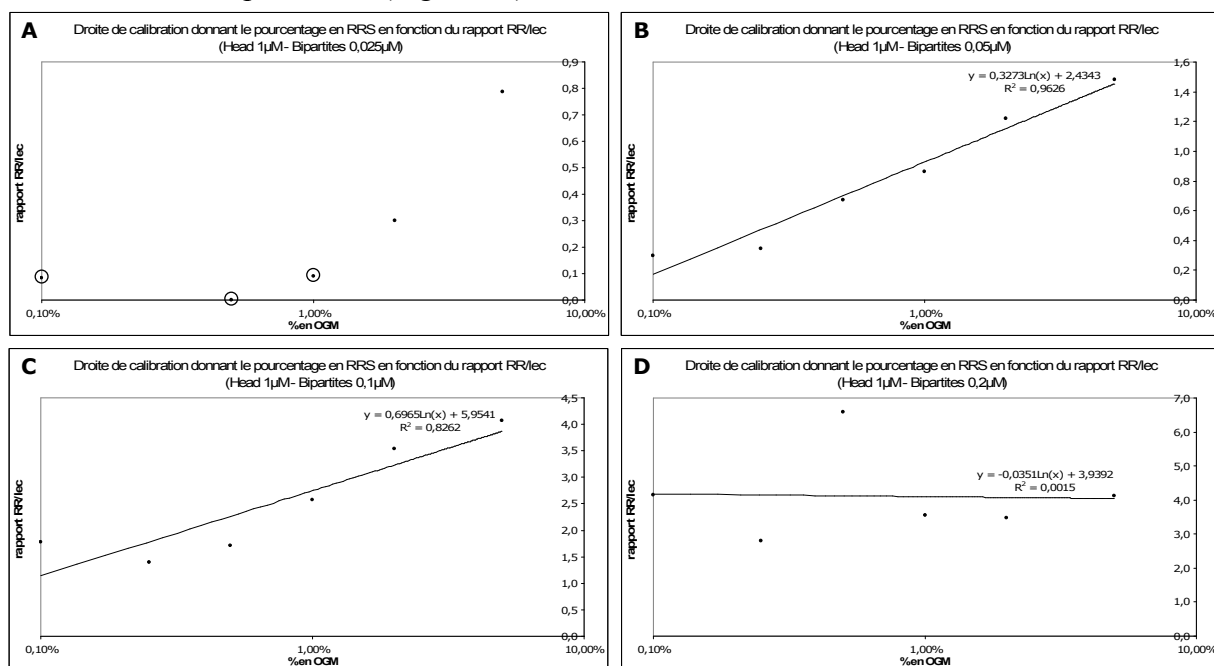 A
Droite de calibration donnant le pourcentage en RRS en fonction du rapport RR/lec
(Head 1µM- Bipartites 0,025µM)
0,9
0,8
0,7
0,6
0,5
0,4
0,3
0,2
0,1
0,0
rapport RR/lec
0,10%
1,00%
10,00%
%en OGM
B
Droite de calibration donnant le pourcentage en RRS en fonction du rapport RR/lec
(Head 1µM- Bipartites 0,05µM)
y = 0,3273Ln(x) + 2,4343
R² = 0,9626
1,6
1,4
1,2
1,0
0,8
0,6
0,4
0,2
0,0
rapport RR/lec
0,10%
1,00%
10,00%
%en OGM
C
Droite de calibration donnant le pourcentage en RRS en fonction du rapport RR/lec
(Head 1µM- Bipartites 0,1µM)
y = 0,6965Ln(x) + 5,9541
R² = 0,8262
4,5
4,0
3,5
3,0
2,5
2,0
1,5
1,0
0,5
0,0
rapport RR/lec
0,10%
1,00%
10,00%
%en OGM
D
Droite de calibration donnant le pourcentage en RRS en fonction du rapport RR/lec
(Head 1µM- Bipartites 0,2µM)
y = -0,0351Ln(x) + 3,9392
R² = 0,0015
7,0
6,0
5,0
4,0
3,0
2,0
1,0
0,0
rapport RR/lec
0,10%
1,00%
10,00%
%en OGM